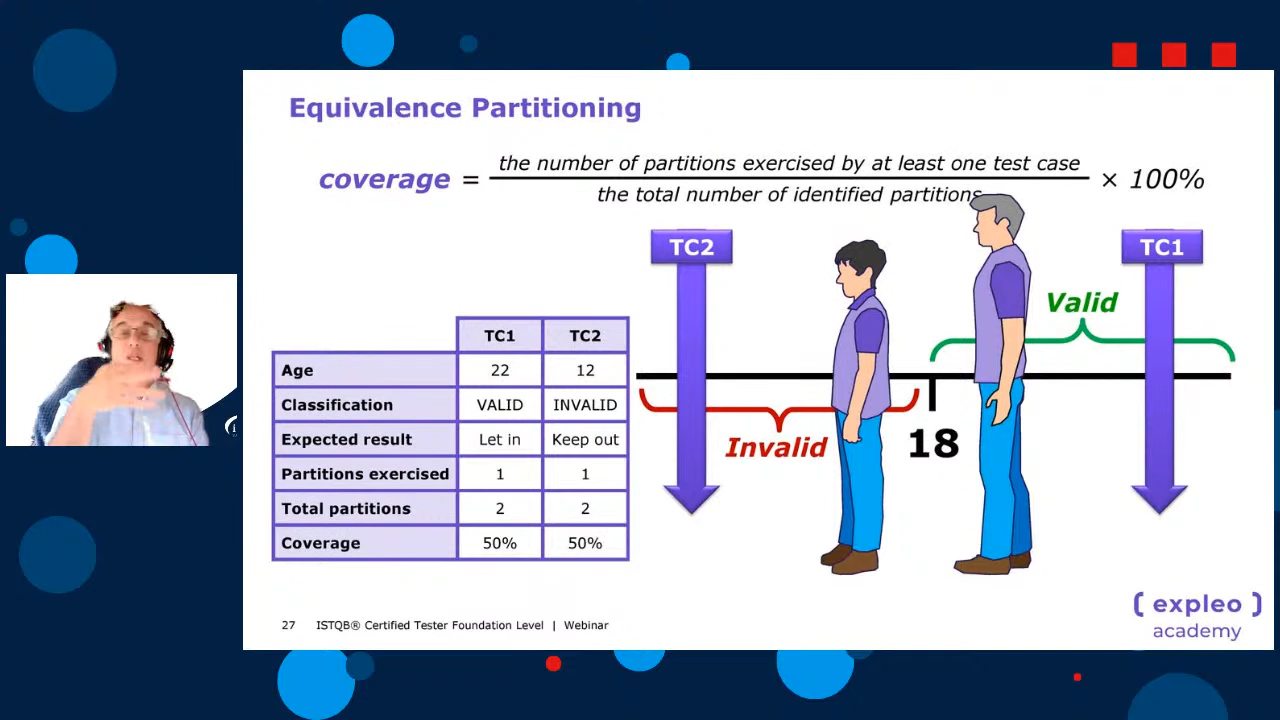 Equivalence Partitioning
coverage = the number of partitions exercised by at least one test case × 100%
the total number of identified partitions
TC2
TC1
Valid
TC1 TC2
Age 22 12
Classification VALID INVALID
Expected result Let in Keep out
Partitions exercised 1 1
Total partitions 2 2
Coverage 50% 50%
Invalid
18
27 ISTQB® Certified Tester Foundation Level | Webinar
( expleo )
academy